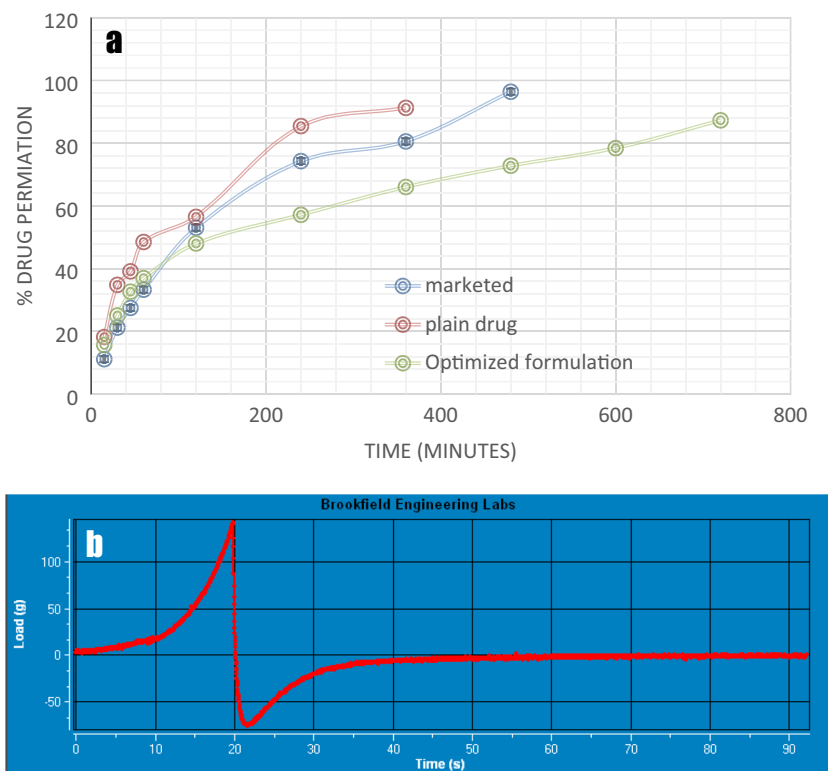 a
120
100
80
60
40
20
0
% DRUG PERMIATION
marketed
plain drug
Optimized formulation
0 200 400 600 800
TIME (MINUTES)
Brookfield Engineering Labs
b
100
50
0
-50
Load (g)
0 10 20 30 40 50 60 70 80 90
Time (s)